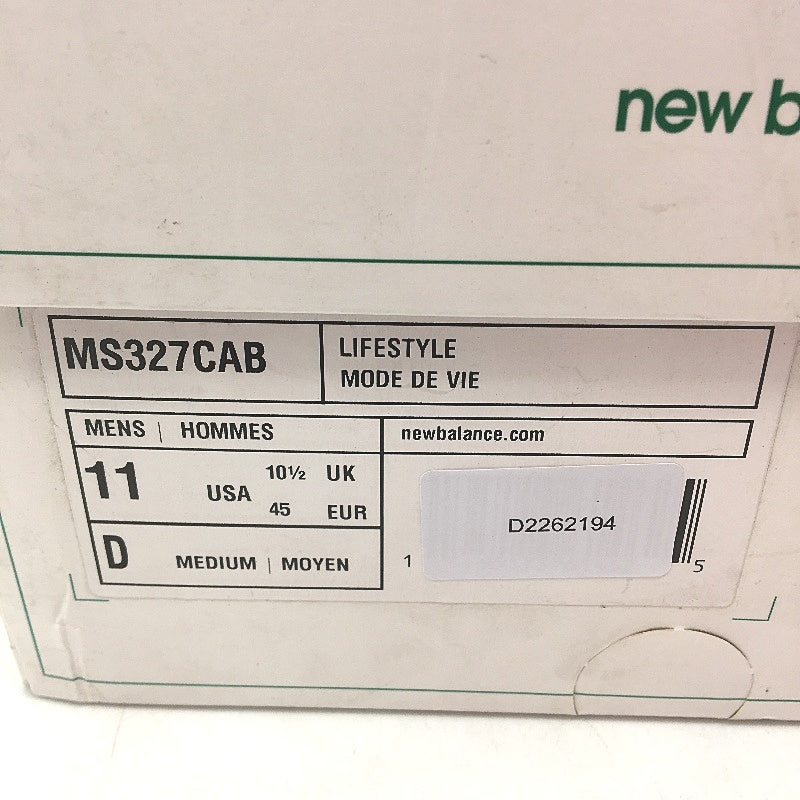 new b
MS327CAB
LIFESTYLE
MODE DE VIE
MENS | HOMMES
newbalance.com
11 USA 10½ UK
45 EUR
D MEDIUM | MOYEN
D2262194
1 5